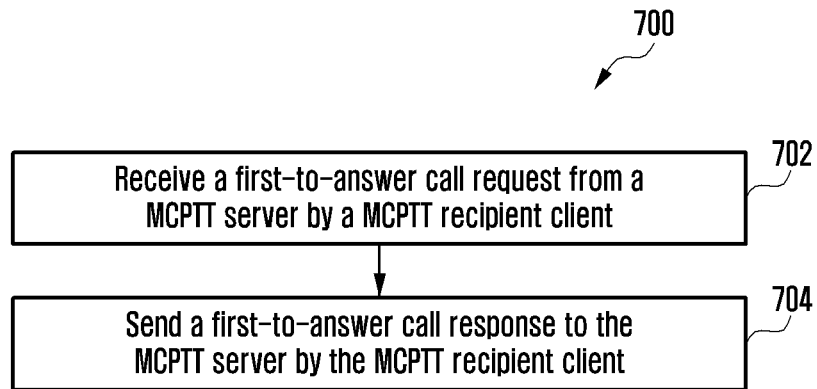 700
702
Receive a first-to-answer call request from a
MCPTT server by a MCPTT recipient client
704
Send a first-to-answer call response to the
MCPTT server by the MCPTT recipient client